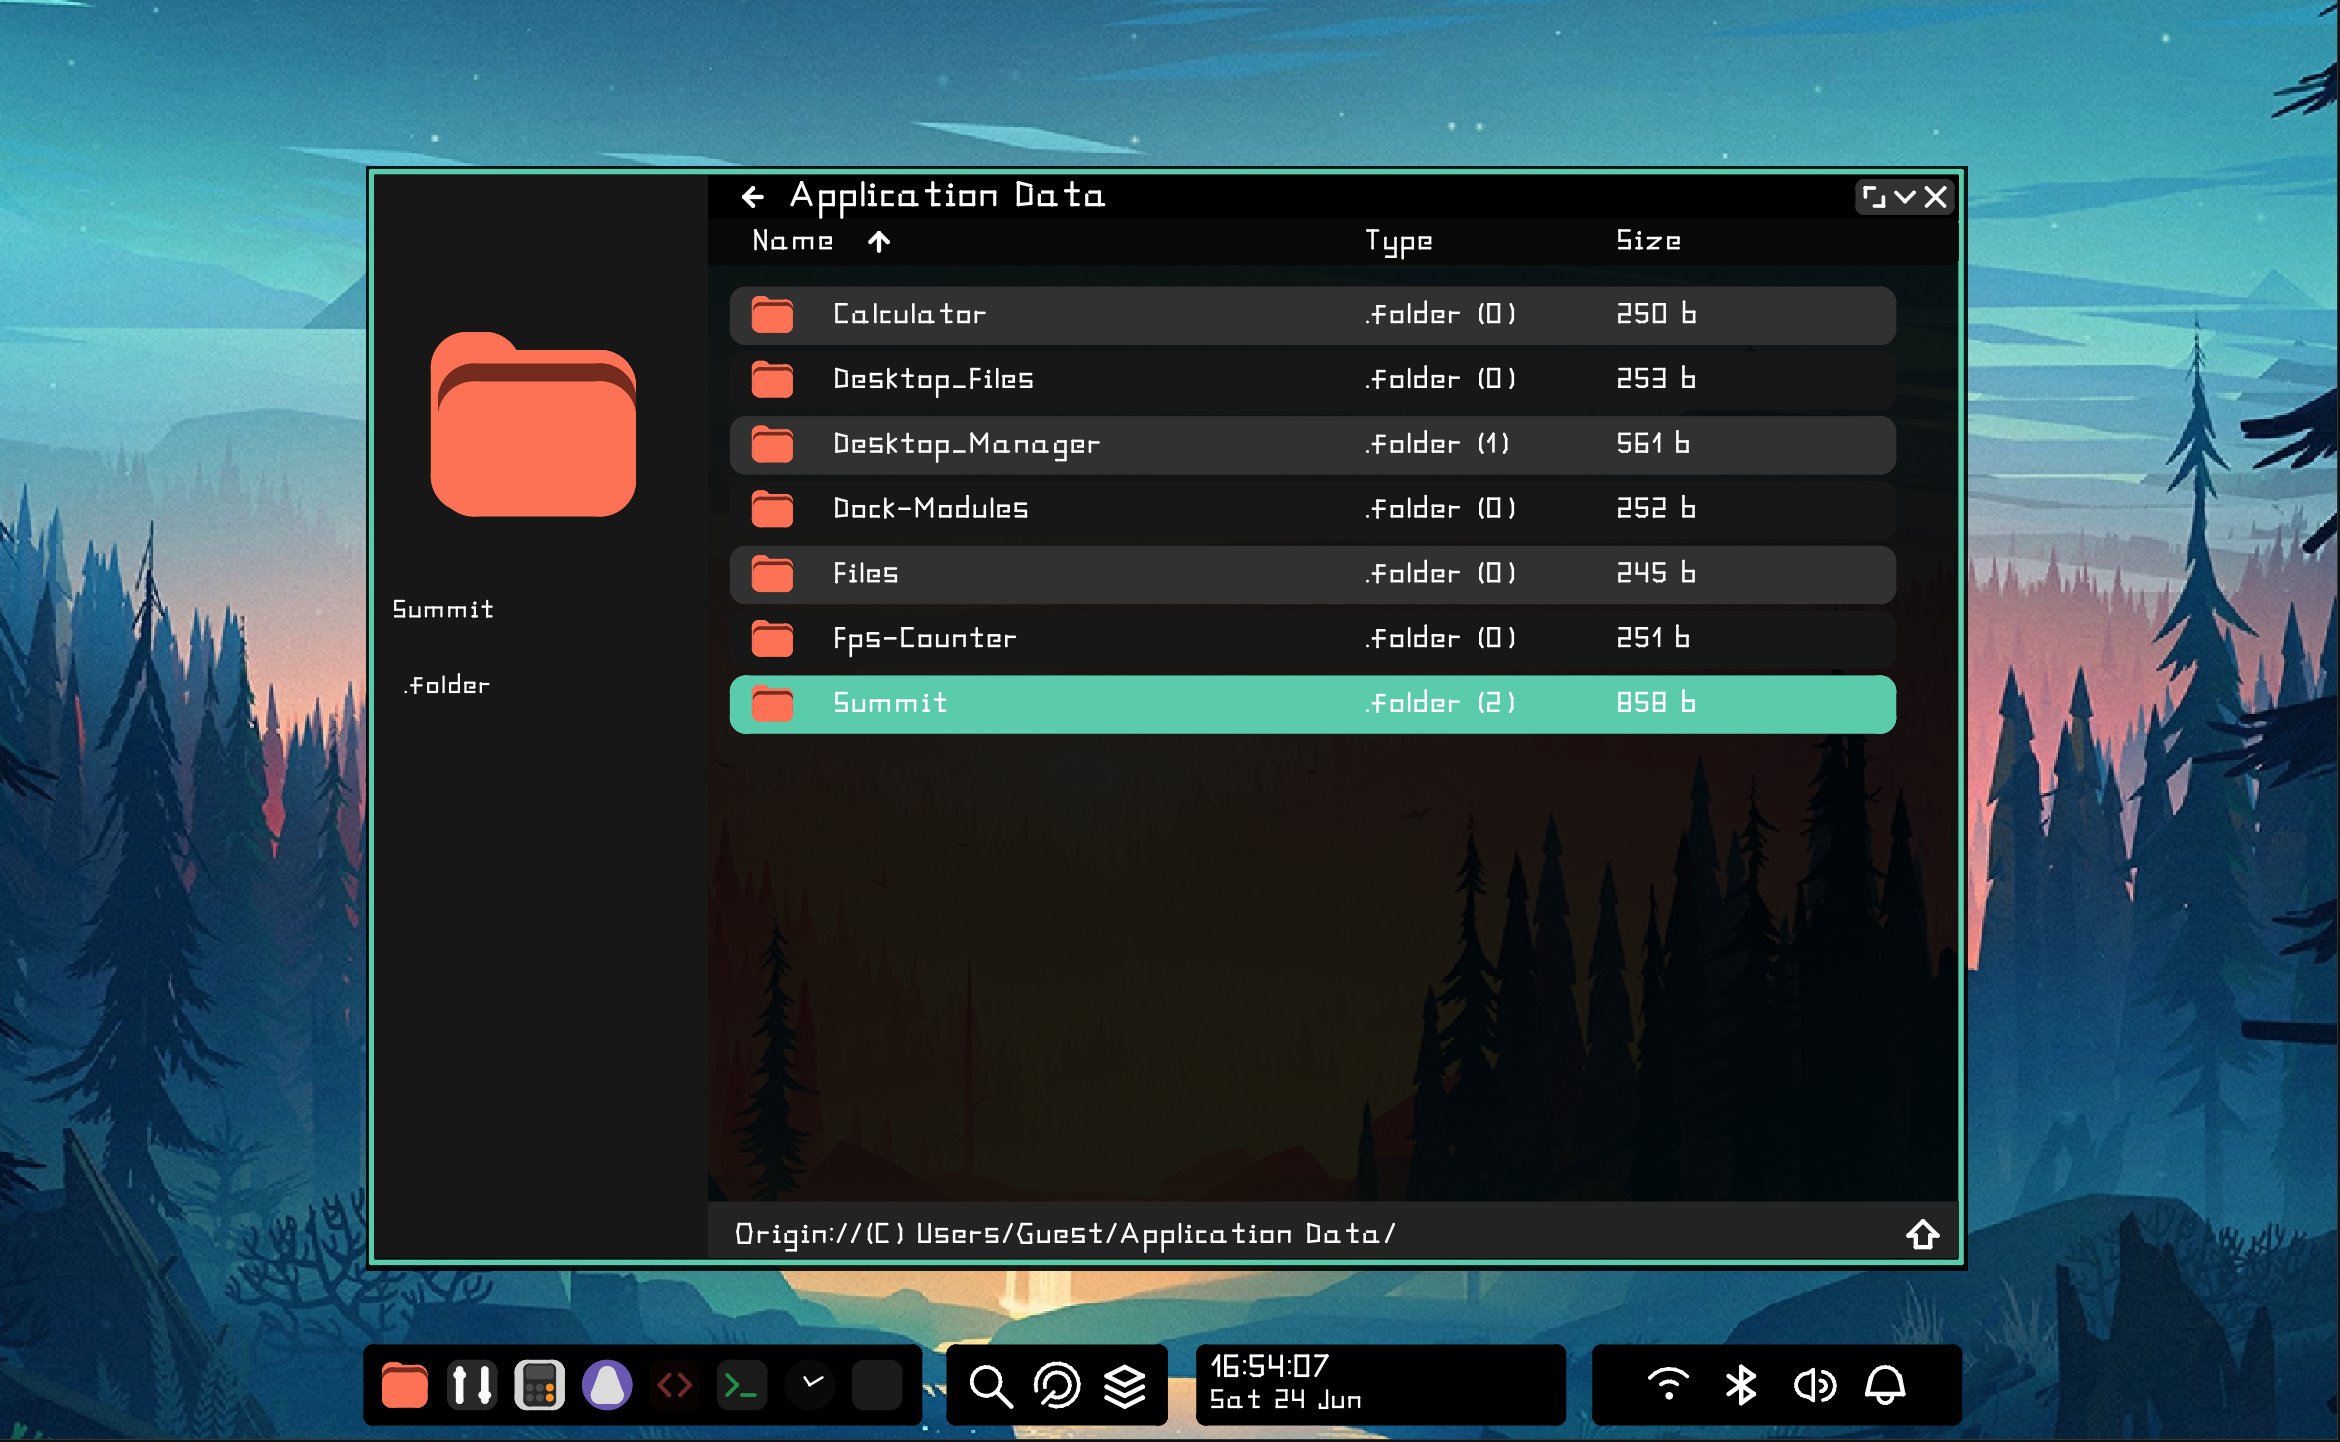 Application Data
Name Type Size
Calculator .folder (0) 250 b
Desktop_Files .folder (0) 253 b
Desktop_Manager .folder (1) 561 b
Dock-Modules .folder (0) 252 b
Files .folder (0) 245 b
Fps-Counter .folder (0) 251 b
Summit .folder (2) 858 b
Summit
.folder
Origin://(C) Users/Guest/Application Data/
16:54:07
Sat 24 Jun